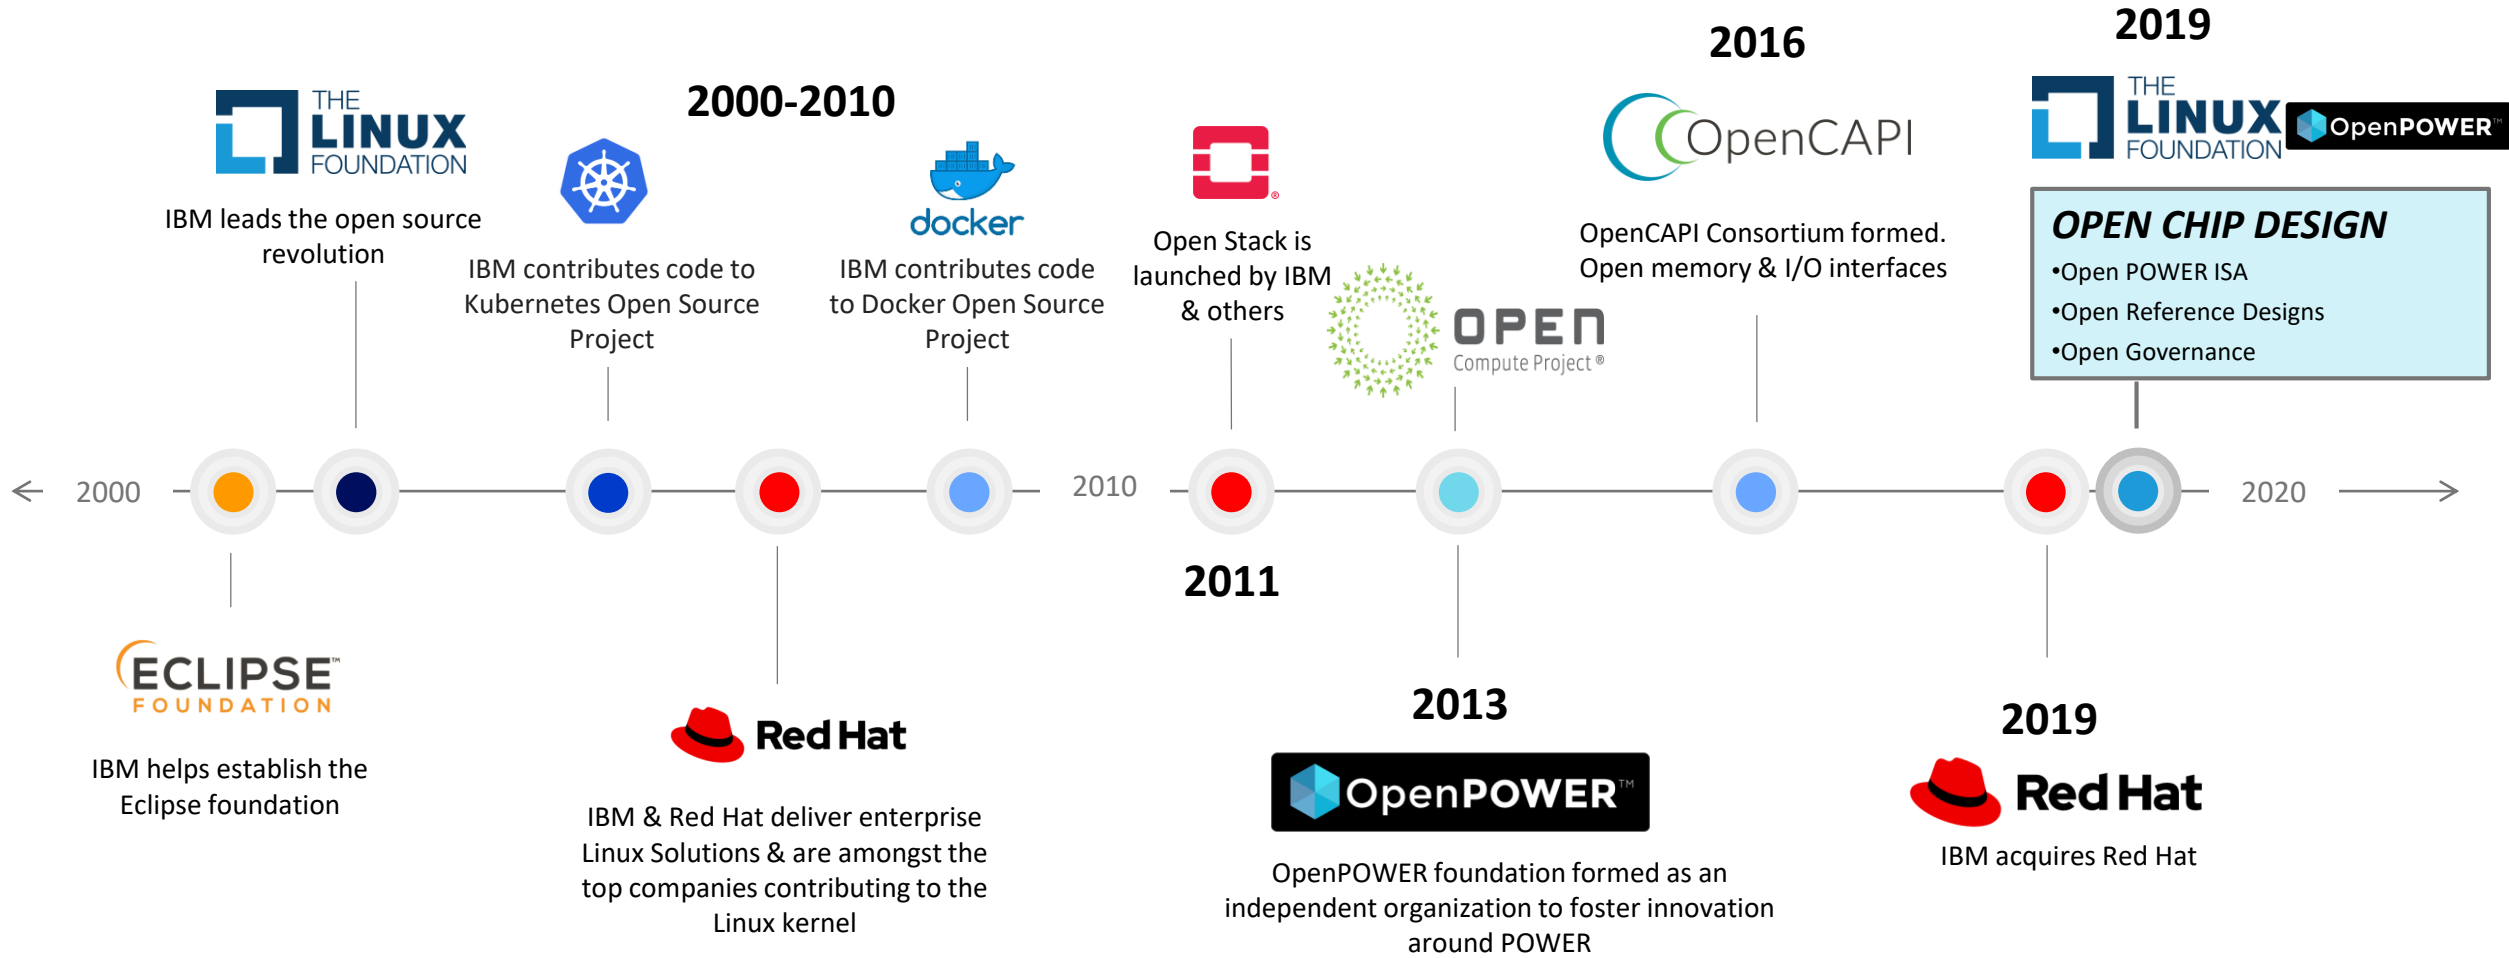 2000-2010
THE
LINUX
FOUNDATION
IBM leads the open source
revolution
IBM contributes code to
Kubernetes Open Source
Project
docker
IBM contributes code
to Docker Open Source
Project
®
Open Stack is
launched by IBM
& others
OPEN
Compute Project ®
2016
OpenCAPI
OpenCAPI Consortium formed.
Open memory & I/O interfaces
2019
THE
LINUX
FOUNDATION
OpenPOWER™
OPEN CHIP DESIGN
•Open POWER ISA
•Open Reference Designs
•Open Governance
2000
2010
2020
ECLIPSE™
FOUNDATION
IBM helps establish the
Eclipse foundation
Red Hat
IBM & Red Hat deliver enterprise
Linux Solutions & are amongst the
top companies contributing to the
Linux kernel
2011
2013
OpenPOWER™
OpenPOWER foundation formed as an
independent organization to foster innovation
around POWER
2019
Red Hat
IBM acquires Red Hat